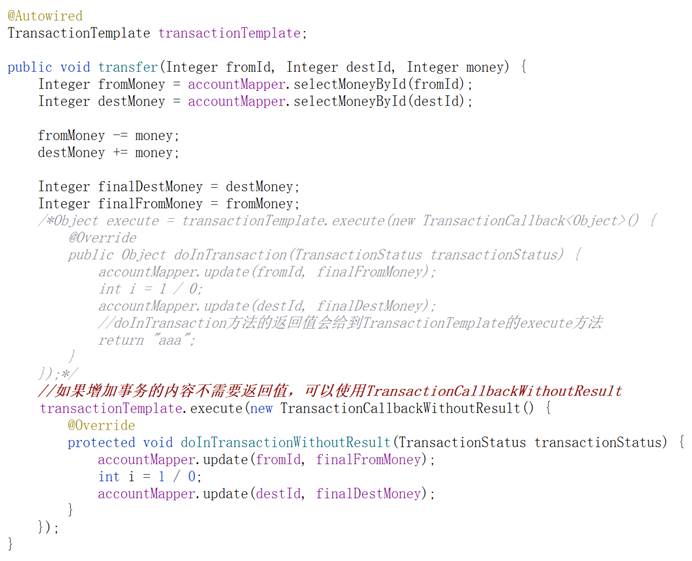 @Autowired
TransactionTemplate transactionTemplate;

public void transfer(Integer fromId, Integer destId, Integer money) {
    Integer fromMoney = accountMapper.selectMoneyById(fromId);
    Integer destMoney = accountMapper.selectMoneyById(destId);

    fromMoney -= money;
    destMoney += money;

    Integer finalDestMoney = destMoney;
    Integer finalFromMoney = fromMoney;
    /*Object execute = transactionTemplate.execute(new TransactionCallback<Object>() {
        @Override
        public Object doInTransaction(TransactionStatus transactionStatus) {
            accountMapper.update(fromId, finalFromMoney);
            int i = 1 / 0;
            accountMapper.update(destId, finalDestMoney);
            //doInTransaction方法的返回值会给到TransactionTemplate的execute方法
            return "aaa";
        }
    });*/
    //如果增加事务的内容不需要返回值，可以使用TransactionCallbackWithoutResult
    transactionTemplate.execute(new TransactionCallbackWithoutResult() {
        @Override
        protected void doInTransactionWithoutResult(TransactionStatus transactionStatus) {
            accountMapper.update(fromId, finalFromMoney);
            int i = 1 / 0;
            accountMapper.update(destId, finalDestMoney);
        }
    });
}